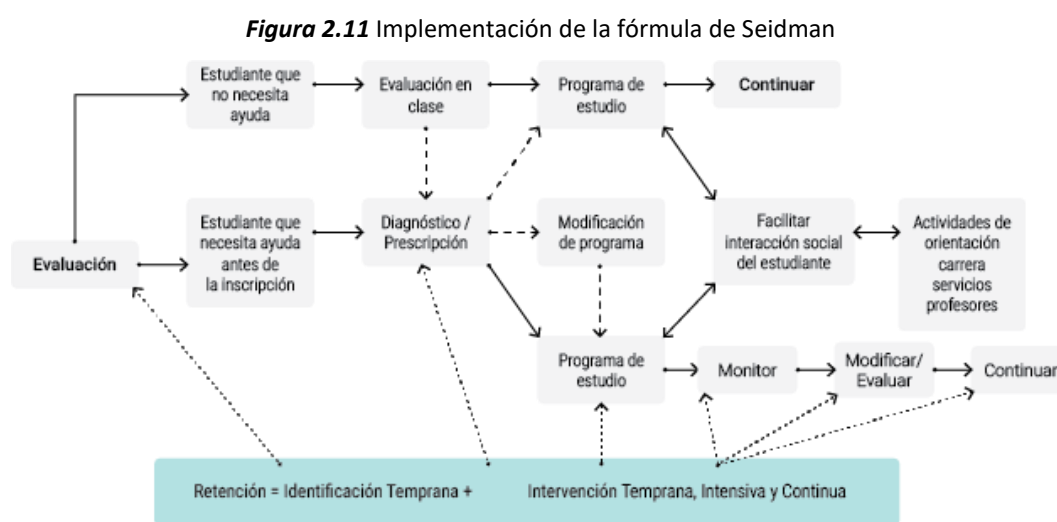 Figura 2.11 Implementación de la fórmula de Seidman
Estudiante que
no necesita
ayuda
Evaluación en
clase
Programa de
estudio
Continuar
Evaluación
Estudiante que
necesita ayuda
antes de
la inscripción
Diagnóstico /
Prescripción
Modificación
de programa
Facilitar
interacción social
del estudiante
Actividades de
orientación
carrera
servicios
profesores
Programa de
estudio
Monitor
Modificar/
Evaluar
Continuar
Retención = Identificación Temprana +
Intervención Temprana, Intensiva y Continua